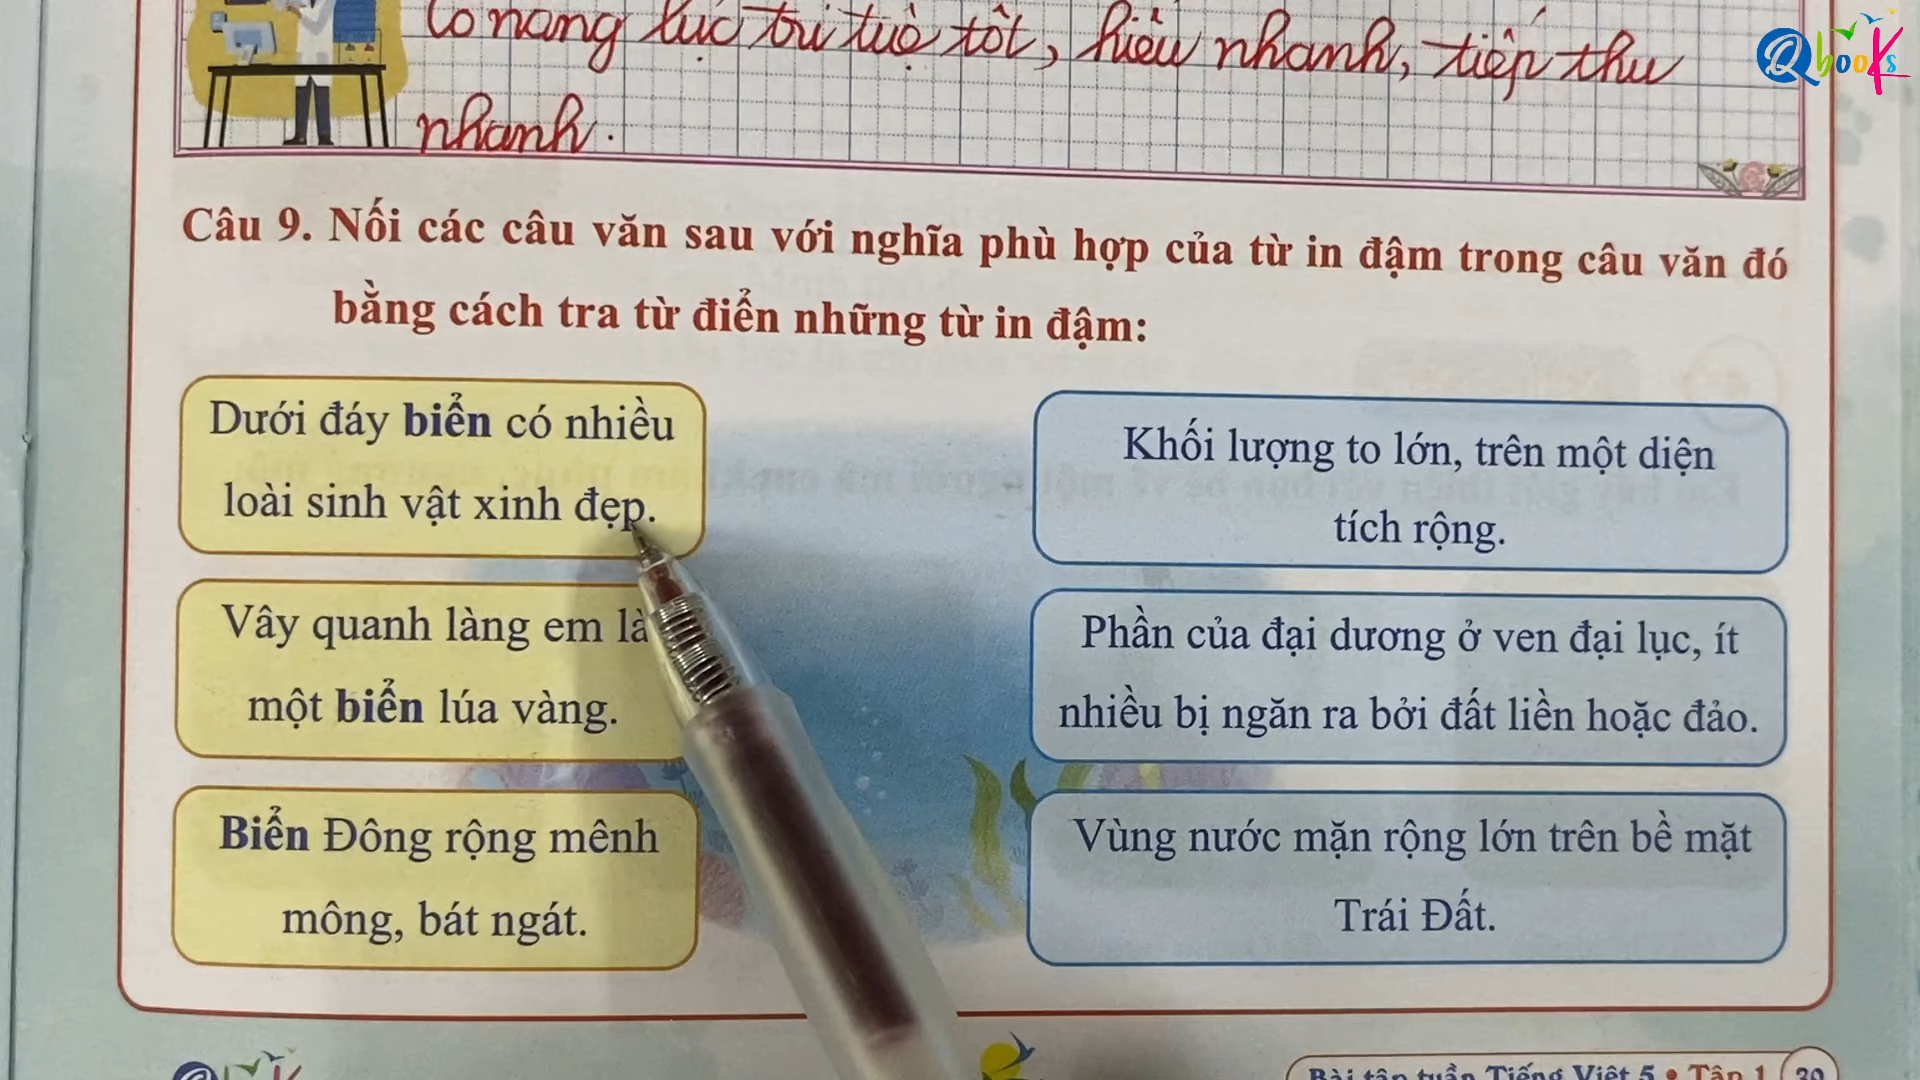 có năng lực trí tuệ tốt, hiểu nhanh, tiếp thu
nhanh.
Qbooks
Câu 9. Nối các câu văn sau với nghĩa phù hợp của từ in đậm trong câu văn đó
bằng cách tra từ điển những từ in đậm:
Dưới đáy biển có nhiều
loài sinh vật xinh đẹp.
Vây quanh làng em là
một biển lúa vàng.
Biển Đông rộng mênh
mông, bát ngát.
Khối lượng to lớn, trên một diện
tích rộng.
Phần của đại dương ở ven đại lục, ít
nhiều bị ngăn ra bởi đất liền hoặc đảo.
Vùng nước mặn rộng lớn trên bề mặt
Trái Đất.
Bài tập tuần Tiếng Việt 5 • Tập 1